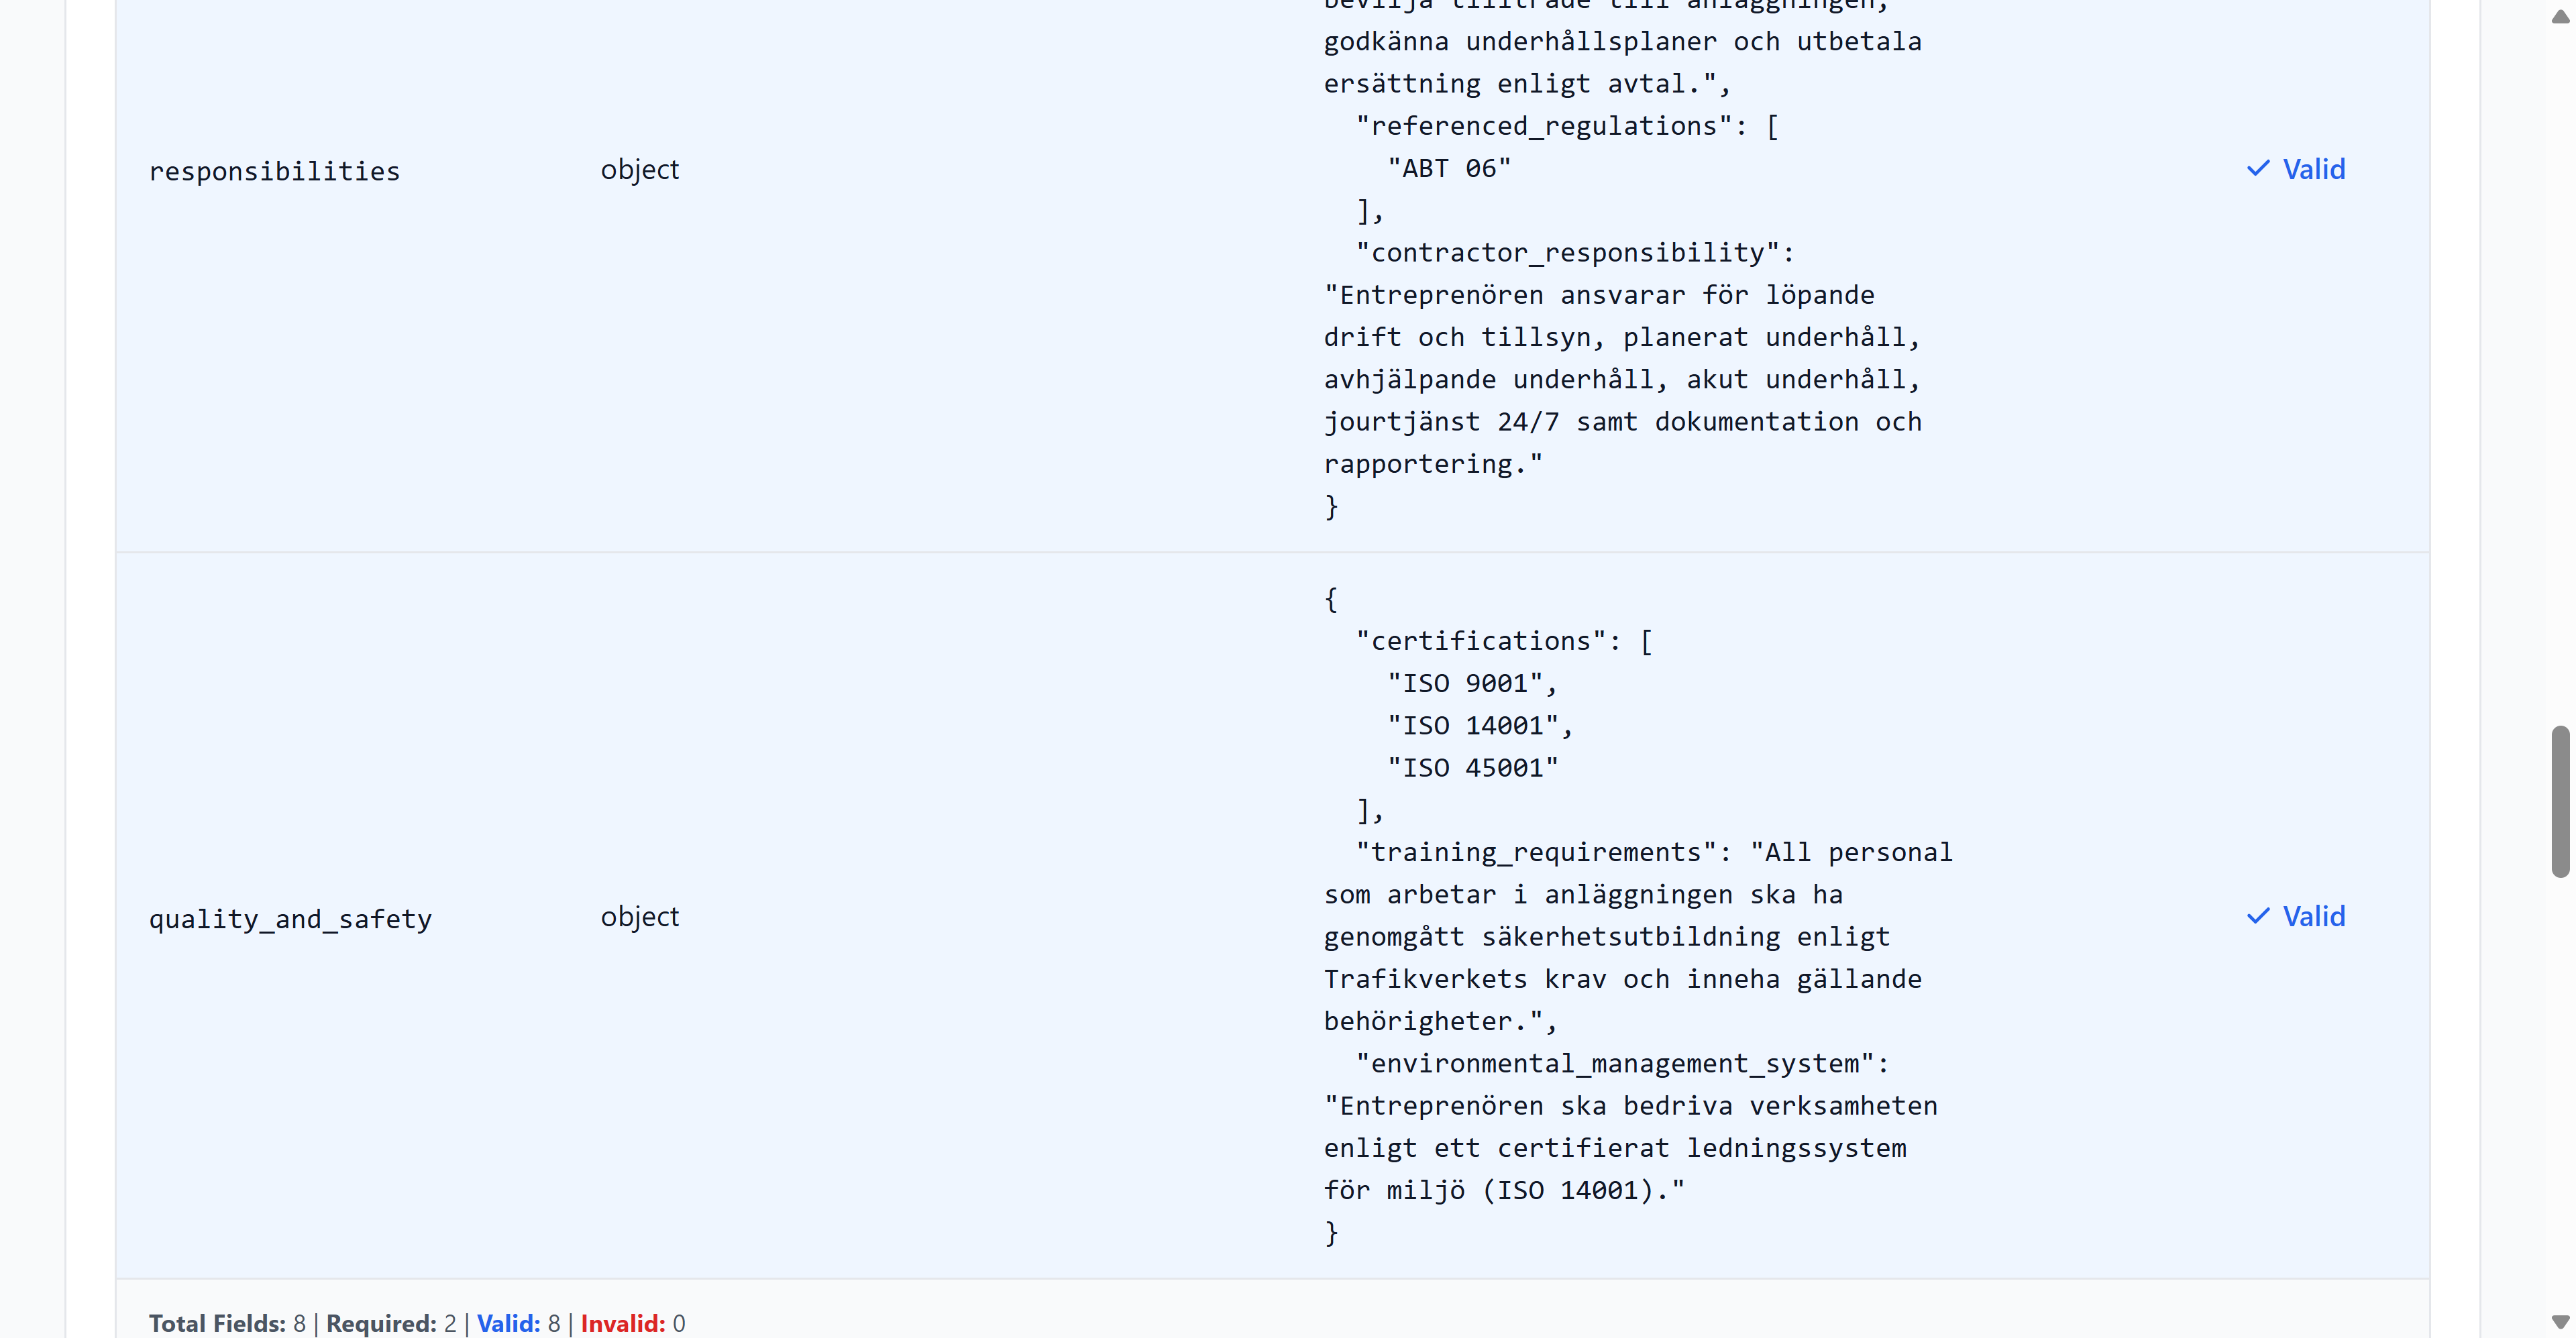 bevilja tillträde till anläggningen,
godkänna underhållsplaner och utbetala
ersättning enligt avtal.",
"referenced_regulations": [
responsibilities object "ABT 06" Valid
],
"contractor_responsibility":
"Entreprenören ansvarar för löpande
drift och tillsyn, planerat underhåll,
avhjälpande underhåll, akut underhåll,
jourtjänst 24/7 samt dokumentation och
rapportering."
}
{
"certifications": [
"ISO 9001",
"ISO 14001",
"ISO 45001"
],
"training_requirements": "All personal
som arbetar i anläggningen ska ha
quality_and_safety object Valid
genomgått säkerhetsutbildning enligt
Trafikverkets krav och inneha gällande
behörigheter.",
"environmental_management_system":
"Entreprenören ska bedriva verksamheten
enligt ett certifierat ledningssystem
för miljö (ISO 14001)."
}
Total Fields: 8 | Required: 2 | Valid: 8 | Invalid: 0